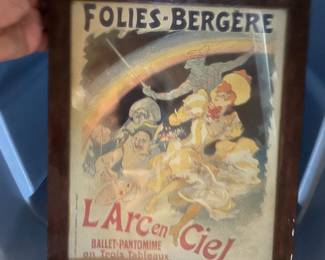 FOLIES-BERGÈRE
L'Arc en Ciel
BALLET-PANTOMIME
en Trois Tableaux